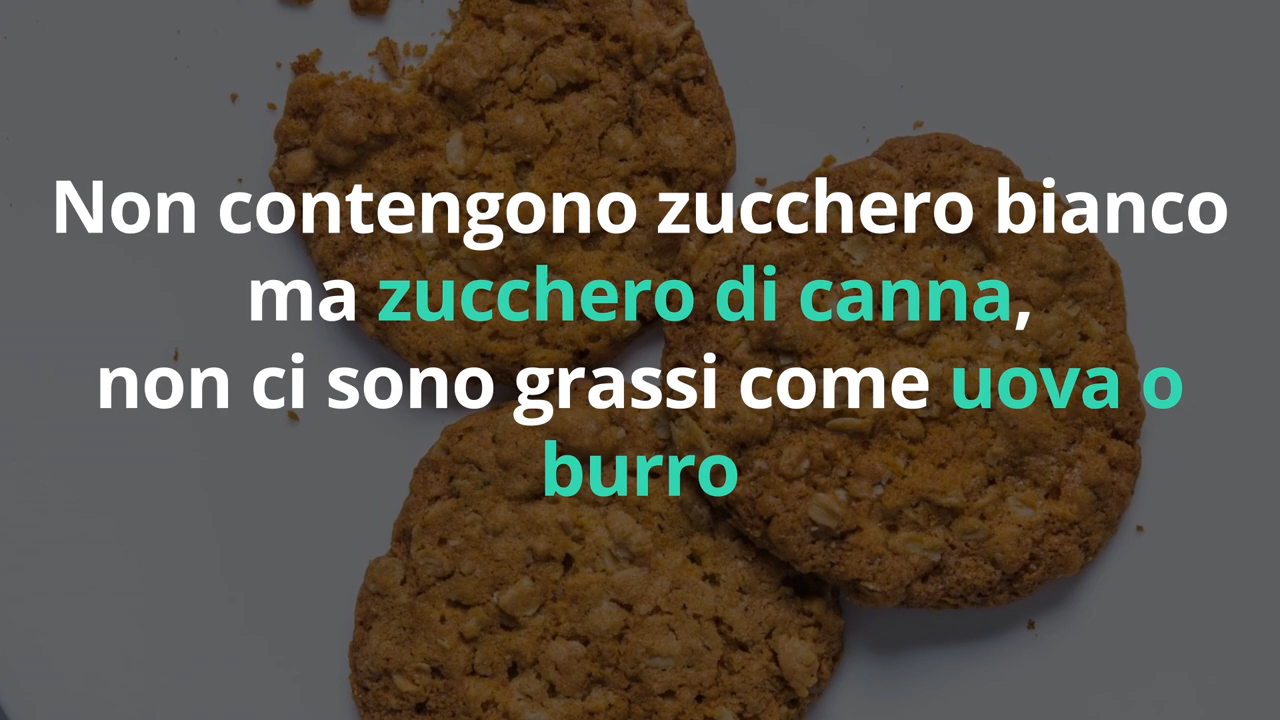 Non contengono zucchero bianco
ma zucchero di canna,
non ci sono grassi come uova o
burro